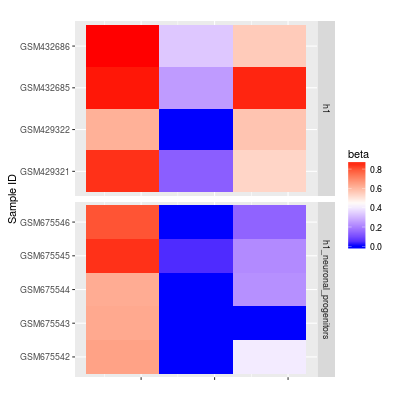 Sample ID
GSM432686
GSM432685
GSM429322
GSM429321
h1
GSM675546
GSM675545
GSM675544
GSM675543
GSM675542
h1_neuronal_progenitors
beta
0.8
0.6
0.4
0.2
0.0